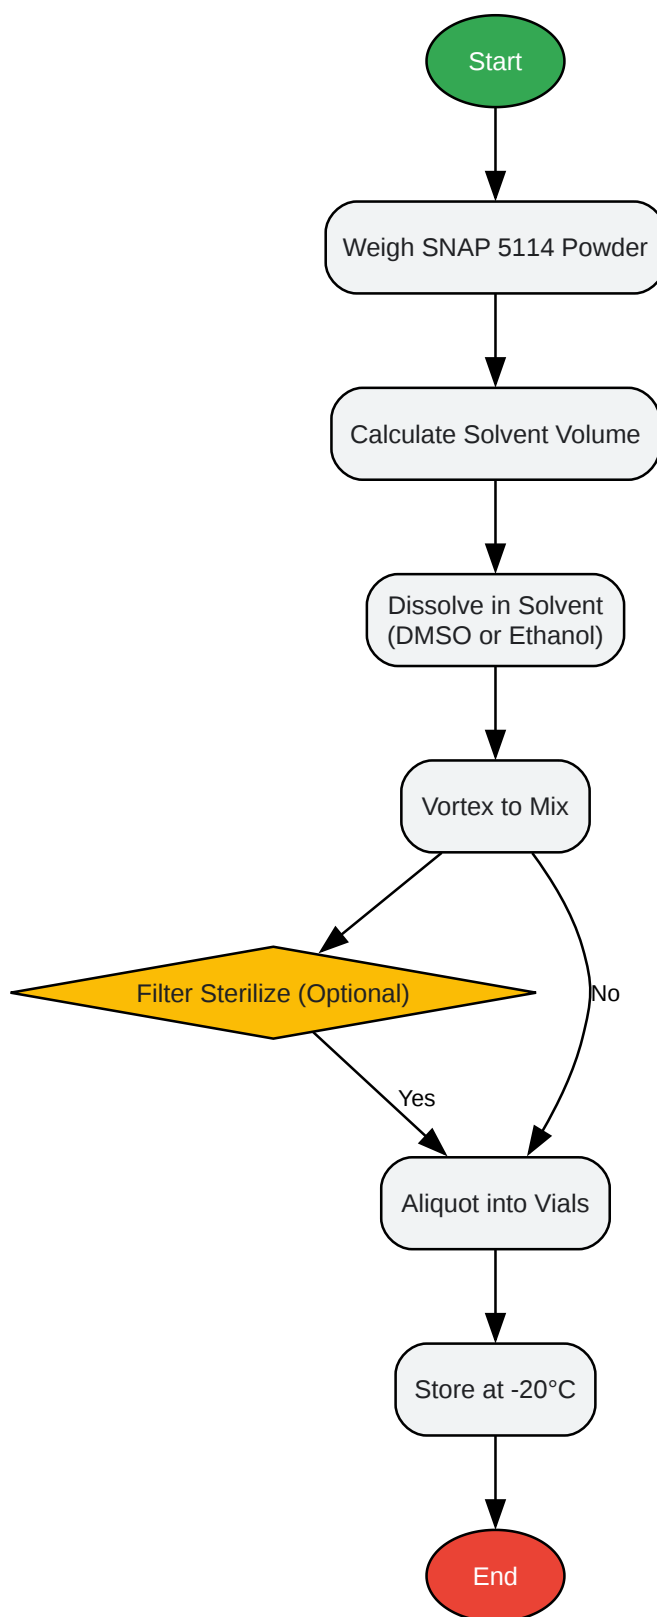 Start
Weigh SNAP 5114 Powder
Calculate Solvent Volume
Dissolve in Solvent
(DMSO or Ethanol)
Vortex to Mix
Filter Sterilize (Optional)
No
Yes
Aliquot into Vials
Store at -20°C
End